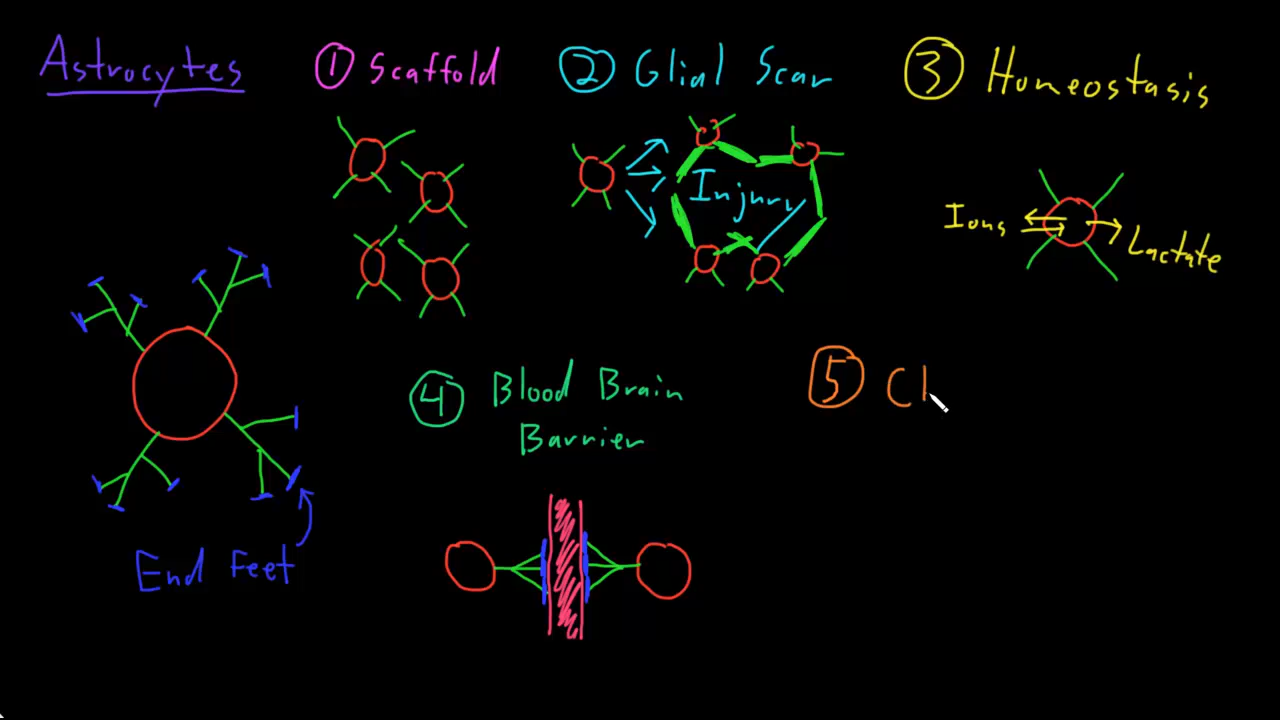 Astrocytes
① Scaffold
② Glial Scar
③ Homeostasis
Injury
Ions
Lactate
④ Blood Brain
Barrier
⑤ Cl
End Feet